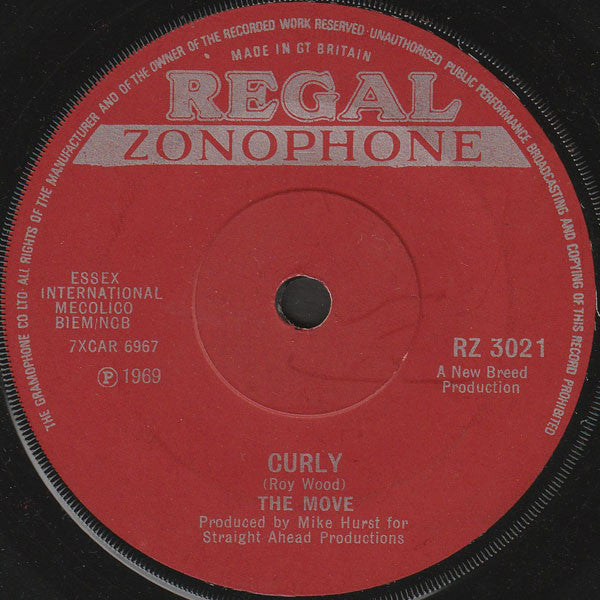 THE GRAMOPHONE CO LTD· ALL RIGHTS OF THE MANUFACTURER AND OF THE OWNER OF THE RECORDED WORK RESERVED·UNAUTHORISED PUBLIC PERFORMANCE BROADCASTING AND COPYING OF THIS RECORD PROHIBITED
MADE IN GT BRITAIN
REGAL
ZONOPHONE
ESSEX
INTERNATIONAL
MECOLICO
BIEM/NCB
7XCAR 6967
Ⓟ 1969
RZ 3021
A New Breed
Production
CURLY
(Roy Wood)
THE MOVE
Produced by Mike Hurst for
Straight Ahead Productions